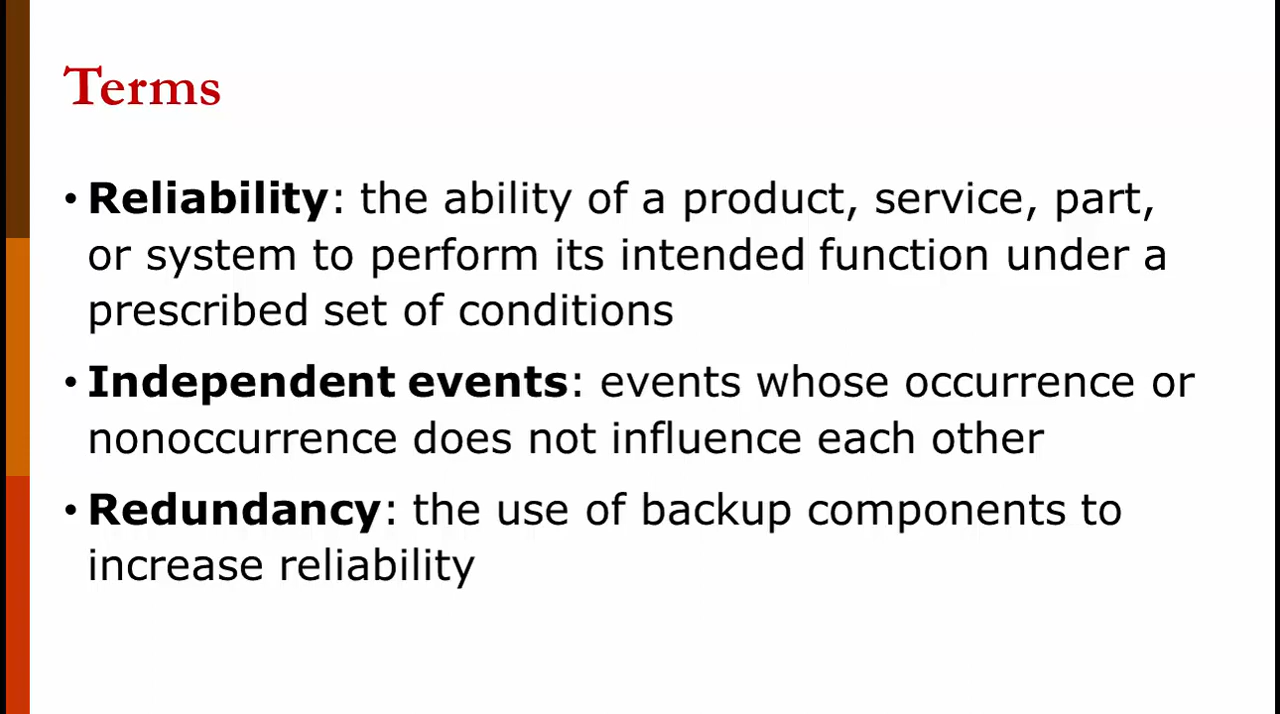 Terms
• Reliability: the ability of a product, service, part,
or system to perform its intended function under a
prescribed set of conditions
• Independent events: events whose occurrence or
nonoccurrence does not influence each other
• Redundancy: the use of backup components to
increase reliability